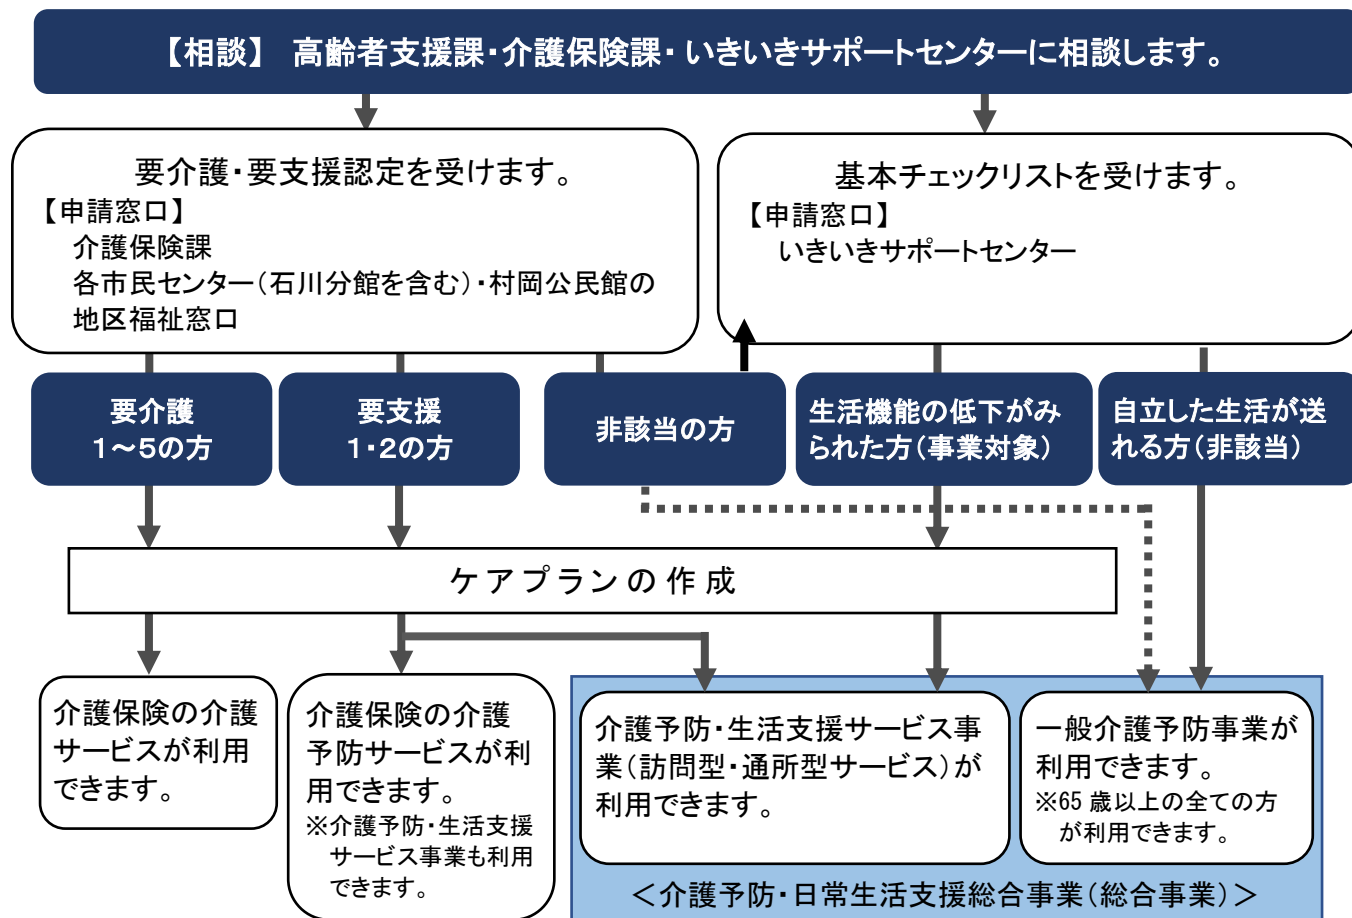 【相談】　高齢者支援課・介護保険課・いきいきサポートセンターに相談します。
要介護・要支援認定を受けます。
【申請窓口】
介護保険課
各市民センター（石川分館を含む）・村岡公民館の
地区福祉窓口
基本チェックリストを受けます。
【申請窓口】
いきいきサポートセンター
要介護
1～5の方
要支援
1・2の方
非該当の方
生活機能の低下がみ
られた方（事業対象）
自立した生活が送
れる方（非該当）
ケアプランの作成
介護保険の介護
サービスが利用
できます。
介護保険の介護
予防サービスが利
用できます。
※介護予防・生活支援
サービス事業も利用
できます。
介護予防・生活支援サービス事
業（訪問型・通所型サービス）が
利用できます。
一般介護予防事業が
利用できます。
※65歳以上の全ての方
が利用できます。
＜介護予防・日常生活支援総合事業（総合事業）＞